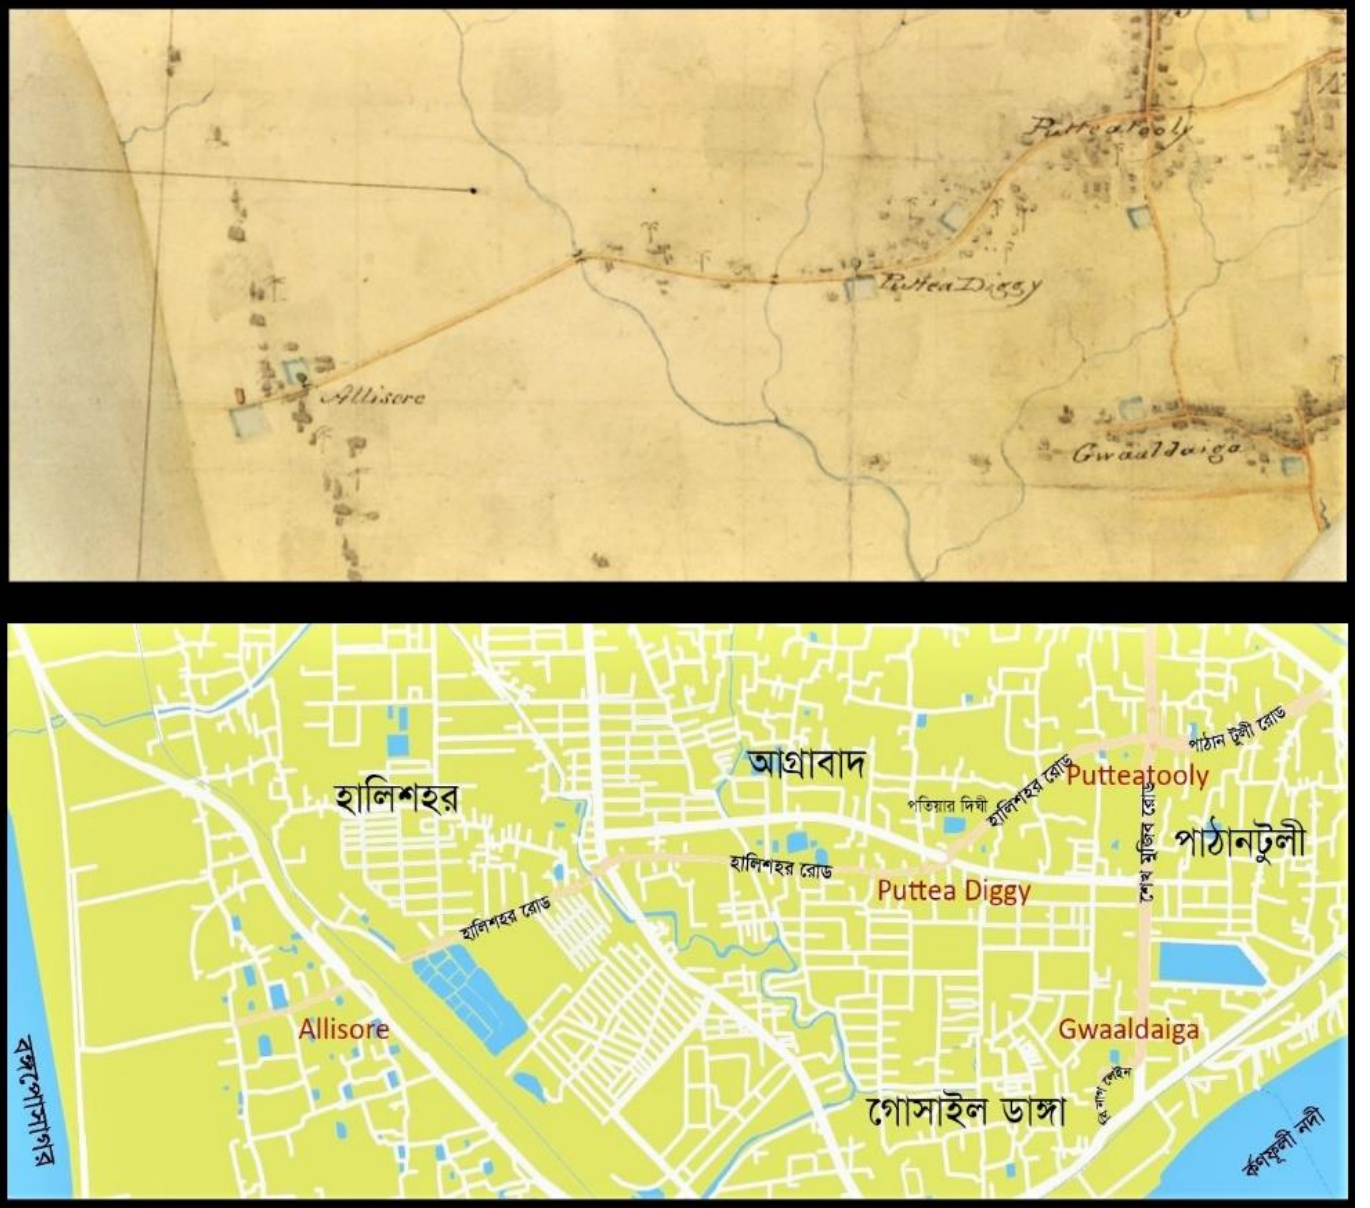 Putteatooly
Puttea Diggy
Allisore
Gwaaldaiga
আগ্রাবাদ
পাঠান টুলী রোড
হালিশহর
Putteatooly
হালিশহর রোড
পতিয়ার দিঘী
শেখ মুজিব রোড
পাঠানটুলী
হালিশহর রোড
Puttea Diggy
হালিশহর রোড
Allisore
Gwaaldaiga
বঙ্গপোসাগর
গোসাইল ডাঙ্গা
কর্ণফূলী নদী